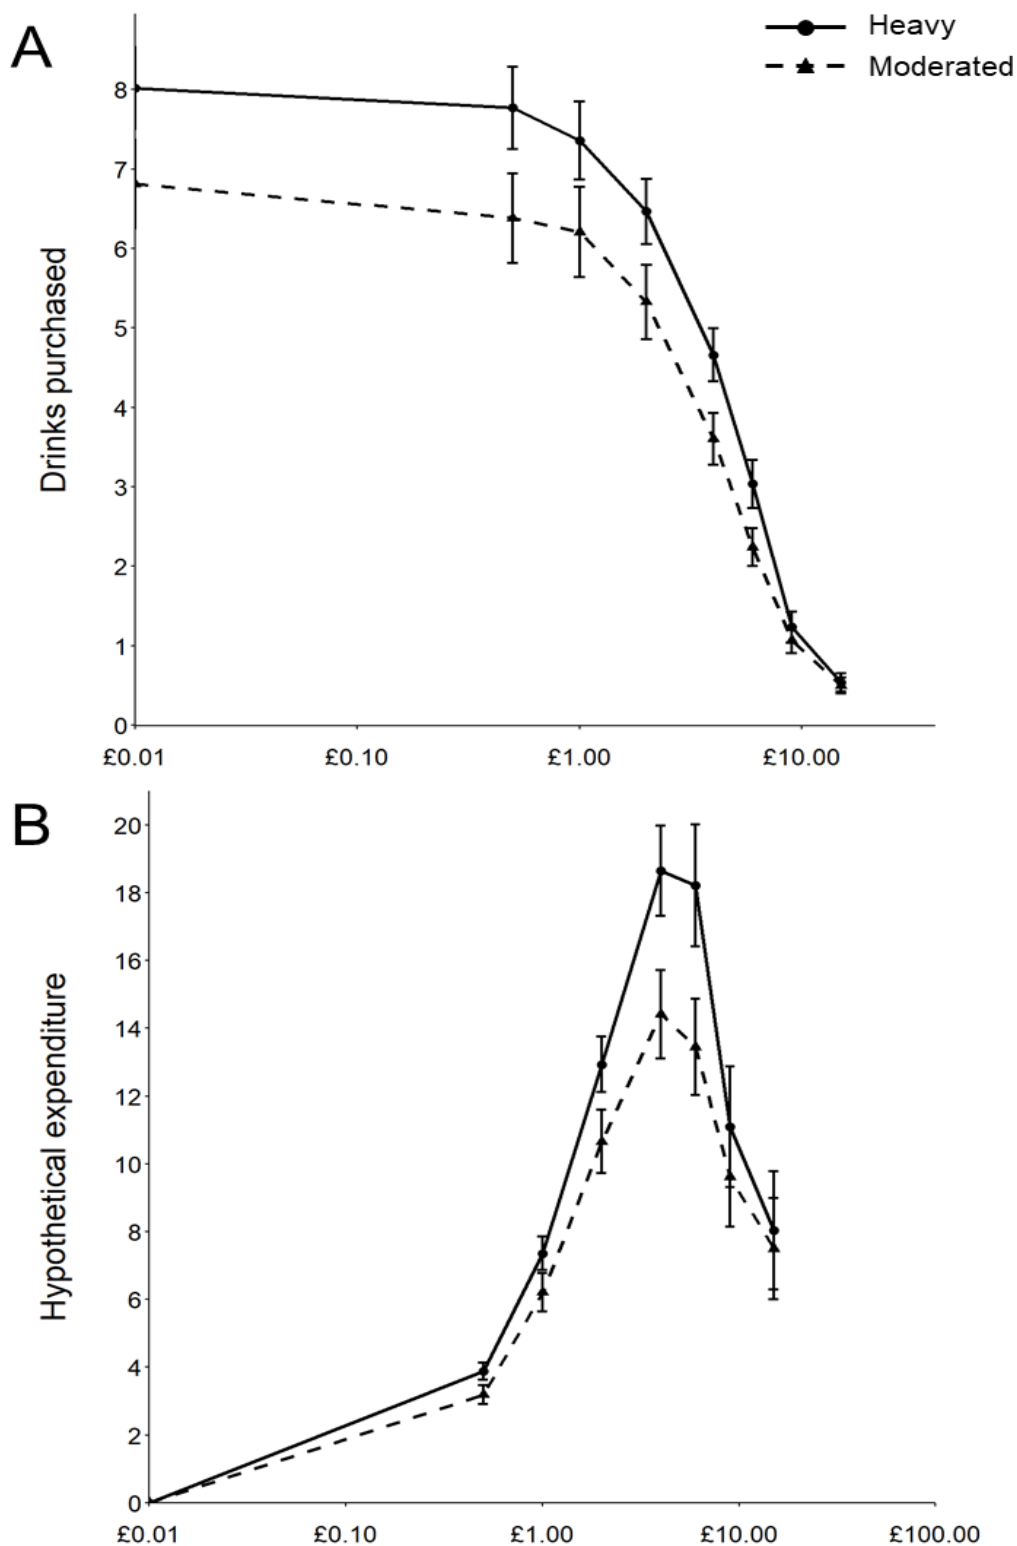 A
Heavy
Moderated
Drinks purchased
8
7
6
5
4
3
2
1
0
£0.01 £0.10 £1.00 £10.00
B
Hypothetical expenditure
20
18
16
14
12
10
8
6
4
2
0
£0.01 £0.10 £1.00 £10.00 £100.00